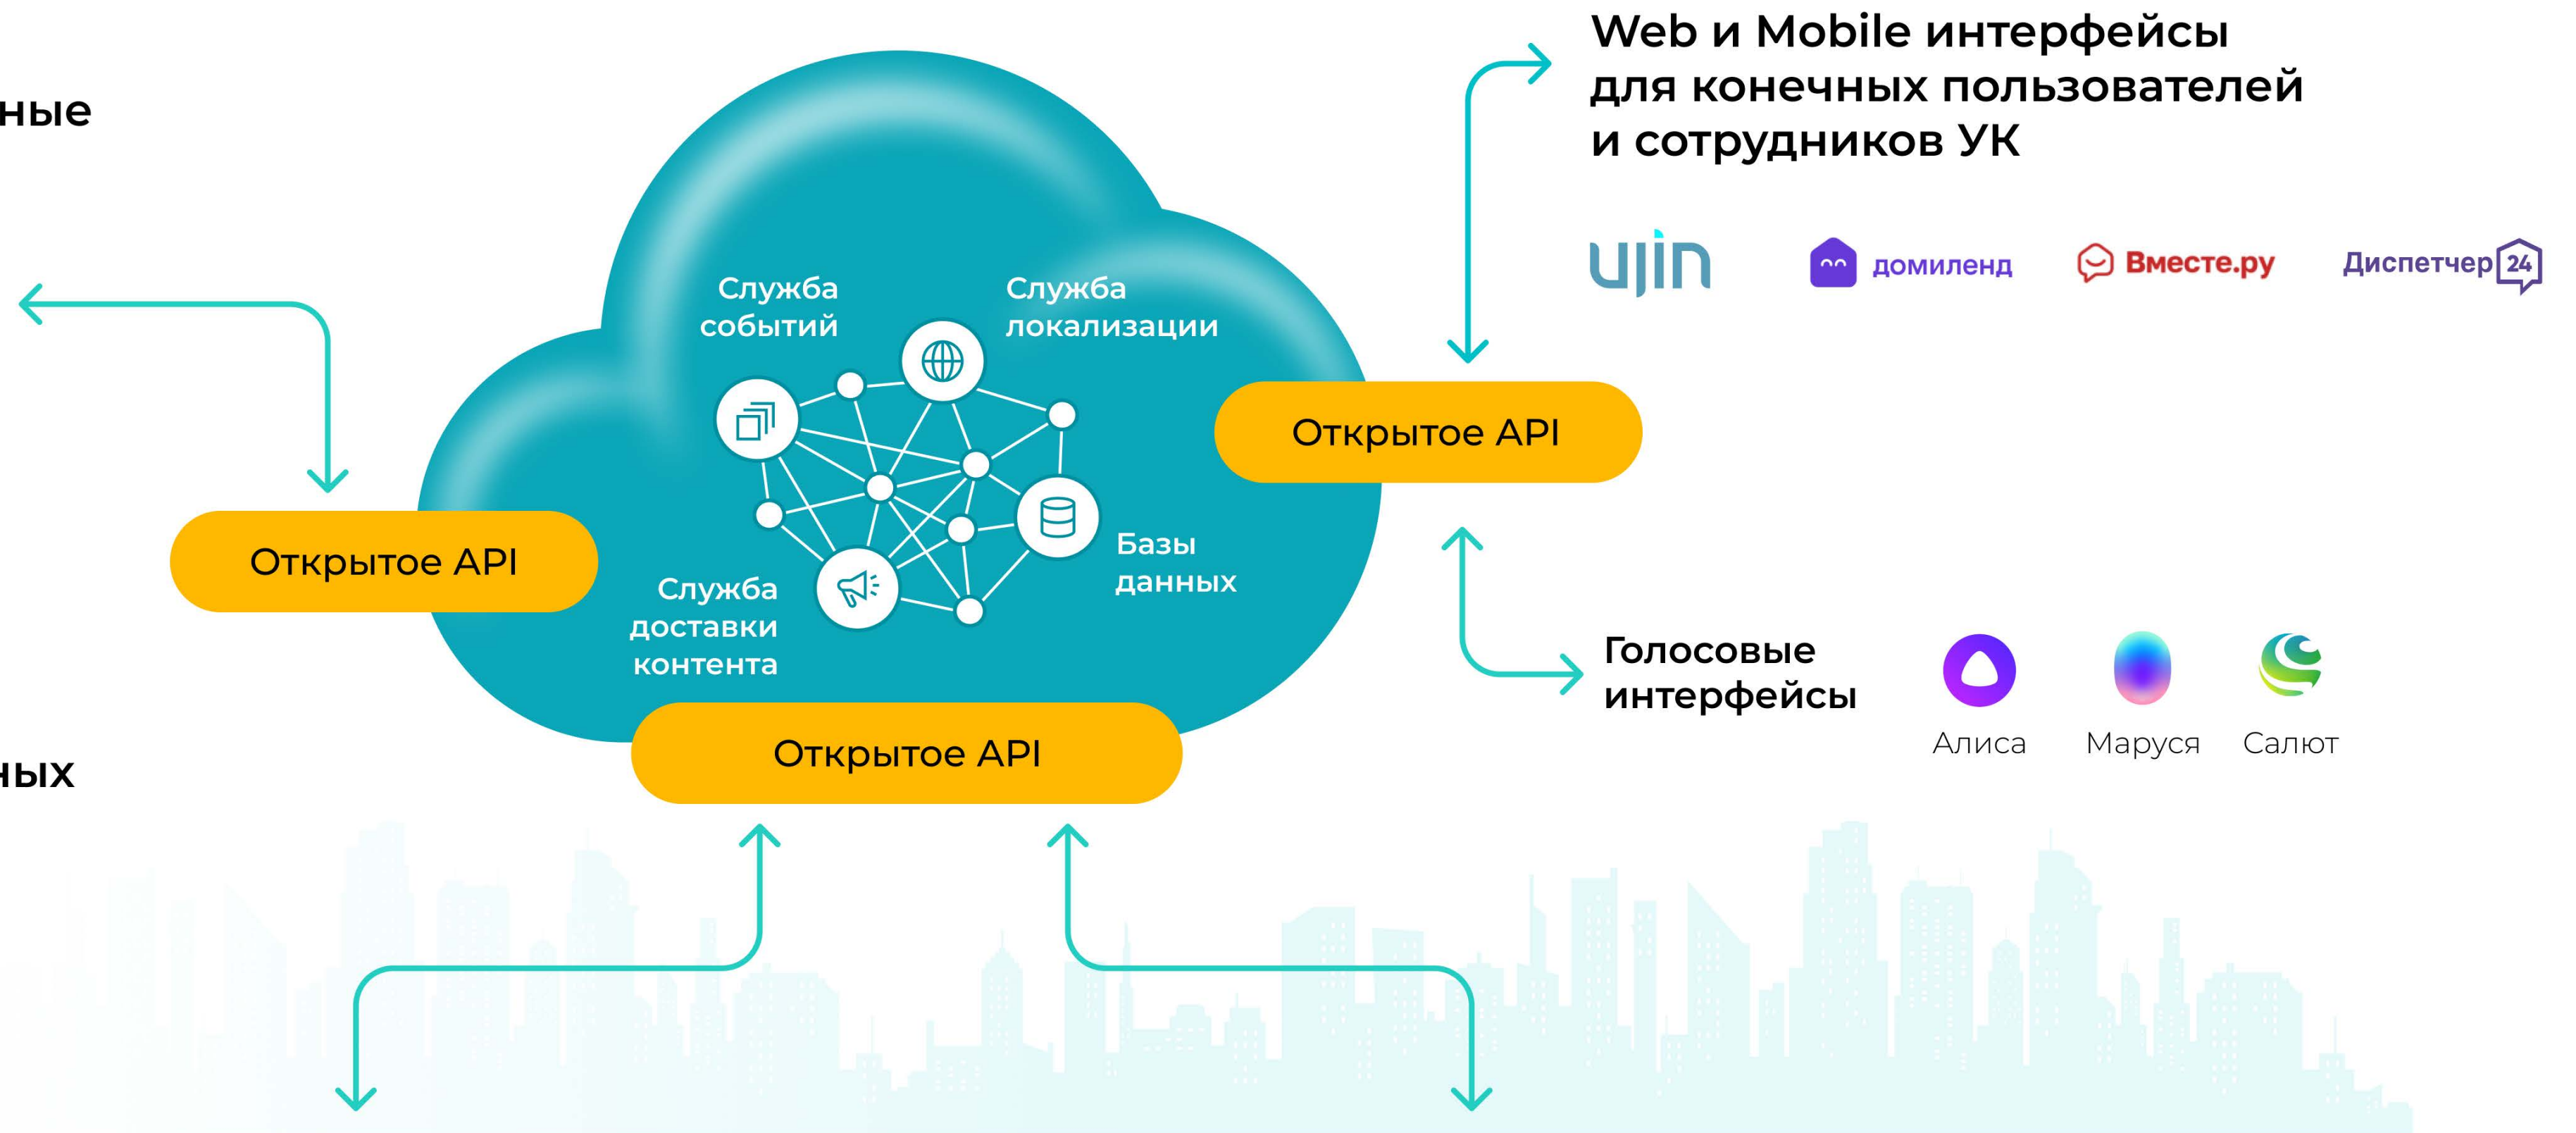 Web и Mobile интерфейсы
для конечных пользователей
и сотрудников УК
ные
ujin
домиленд
Вместе.ру
Диспетчер 24
Служба
событий
Служба
локализации
Открытое API
Открытое API
Базы
данных
Служба
доставки
контента
Голосовые
интерфейсы
Алиса
Маруся
Салют
Открытое API
ных